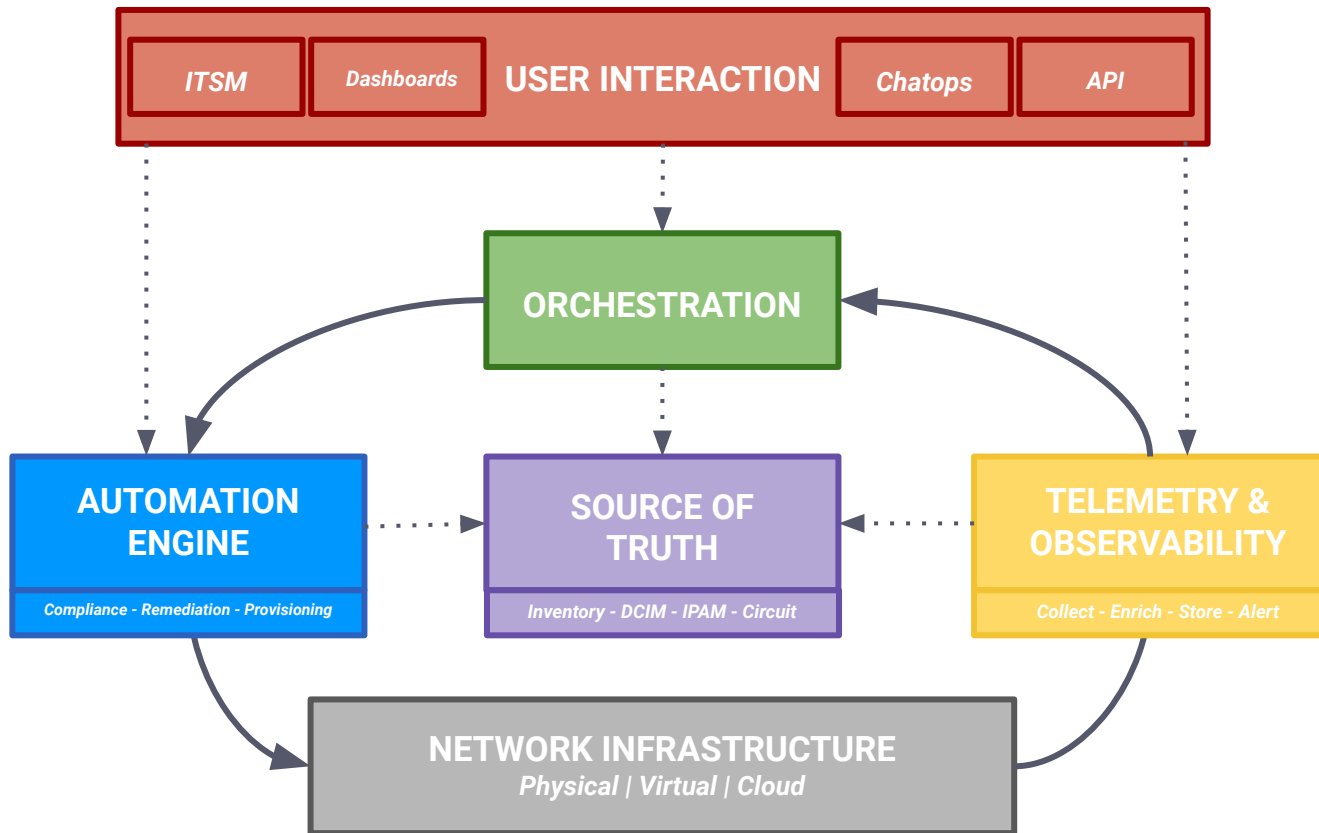 ITSM
Dashboards
USER INTERACTION
Chatops
API
ORCHESTRATION
AUTOMATION
ENGINE
Compliance - Remediation - Provisioning
SOURCE OF
TRUTH
Inventory - DCIM - IPAM - Circuit
TELEMETRY &
OBSERVABILITY
Collect - Enrich - Store - Alert
NETWORK INFRASTRUCTURE
Physical | Virtual | Cloud